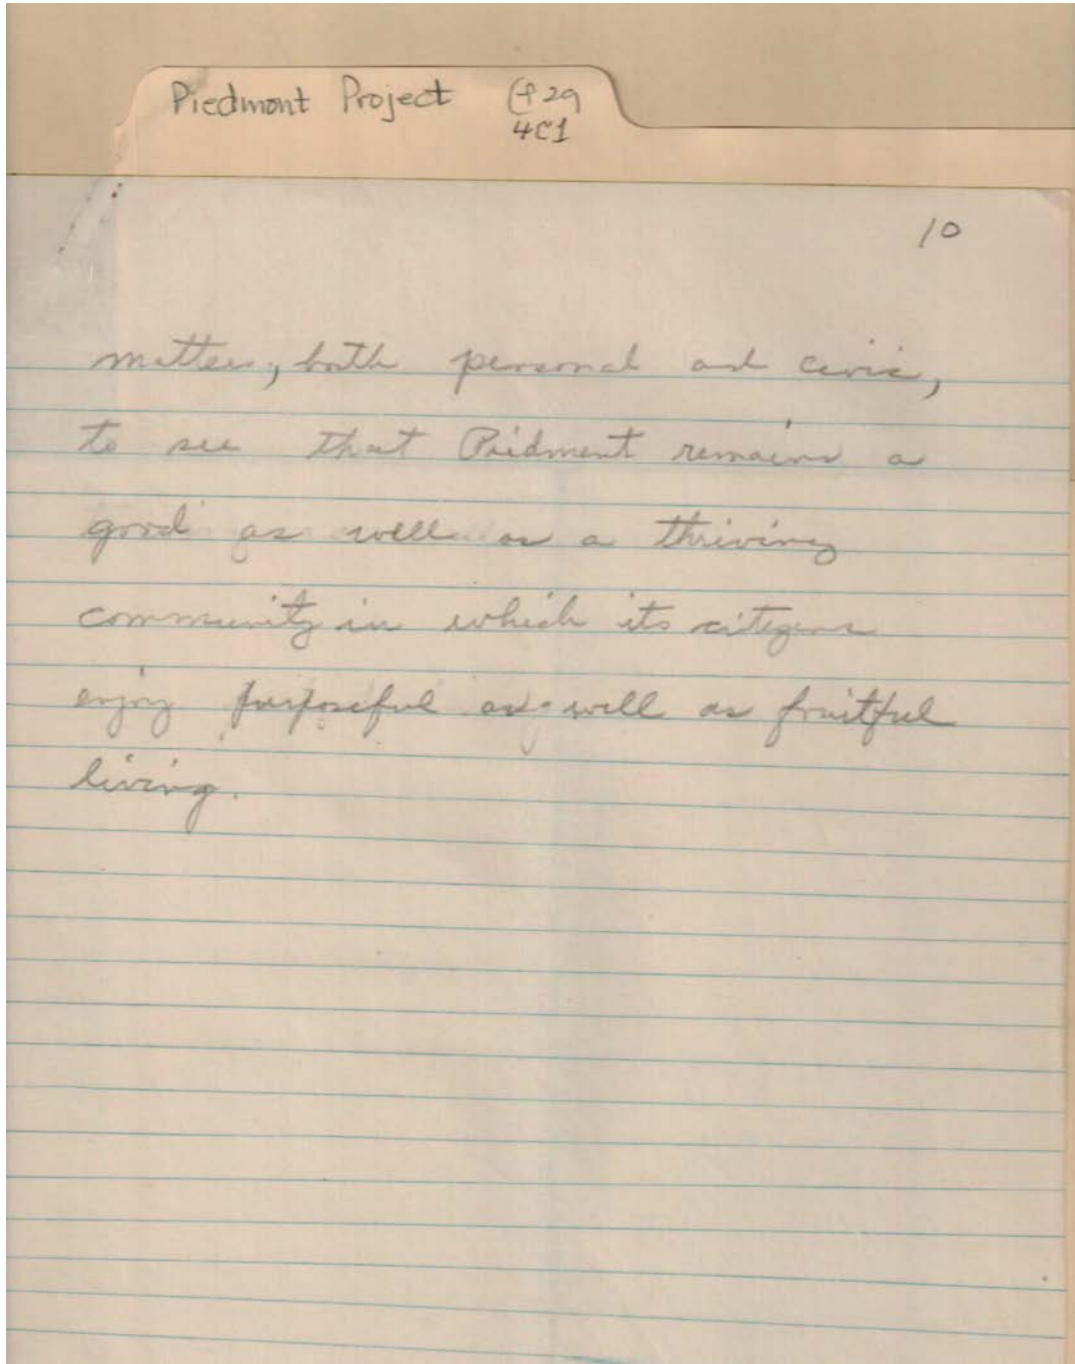 Piedmont Project (f29
4C1
10
matters, both personal and civic,
to see that Piedmont remains a
good as well as a thriving
community in which its citizens
enjoy purposeful as well as fruitful
living.